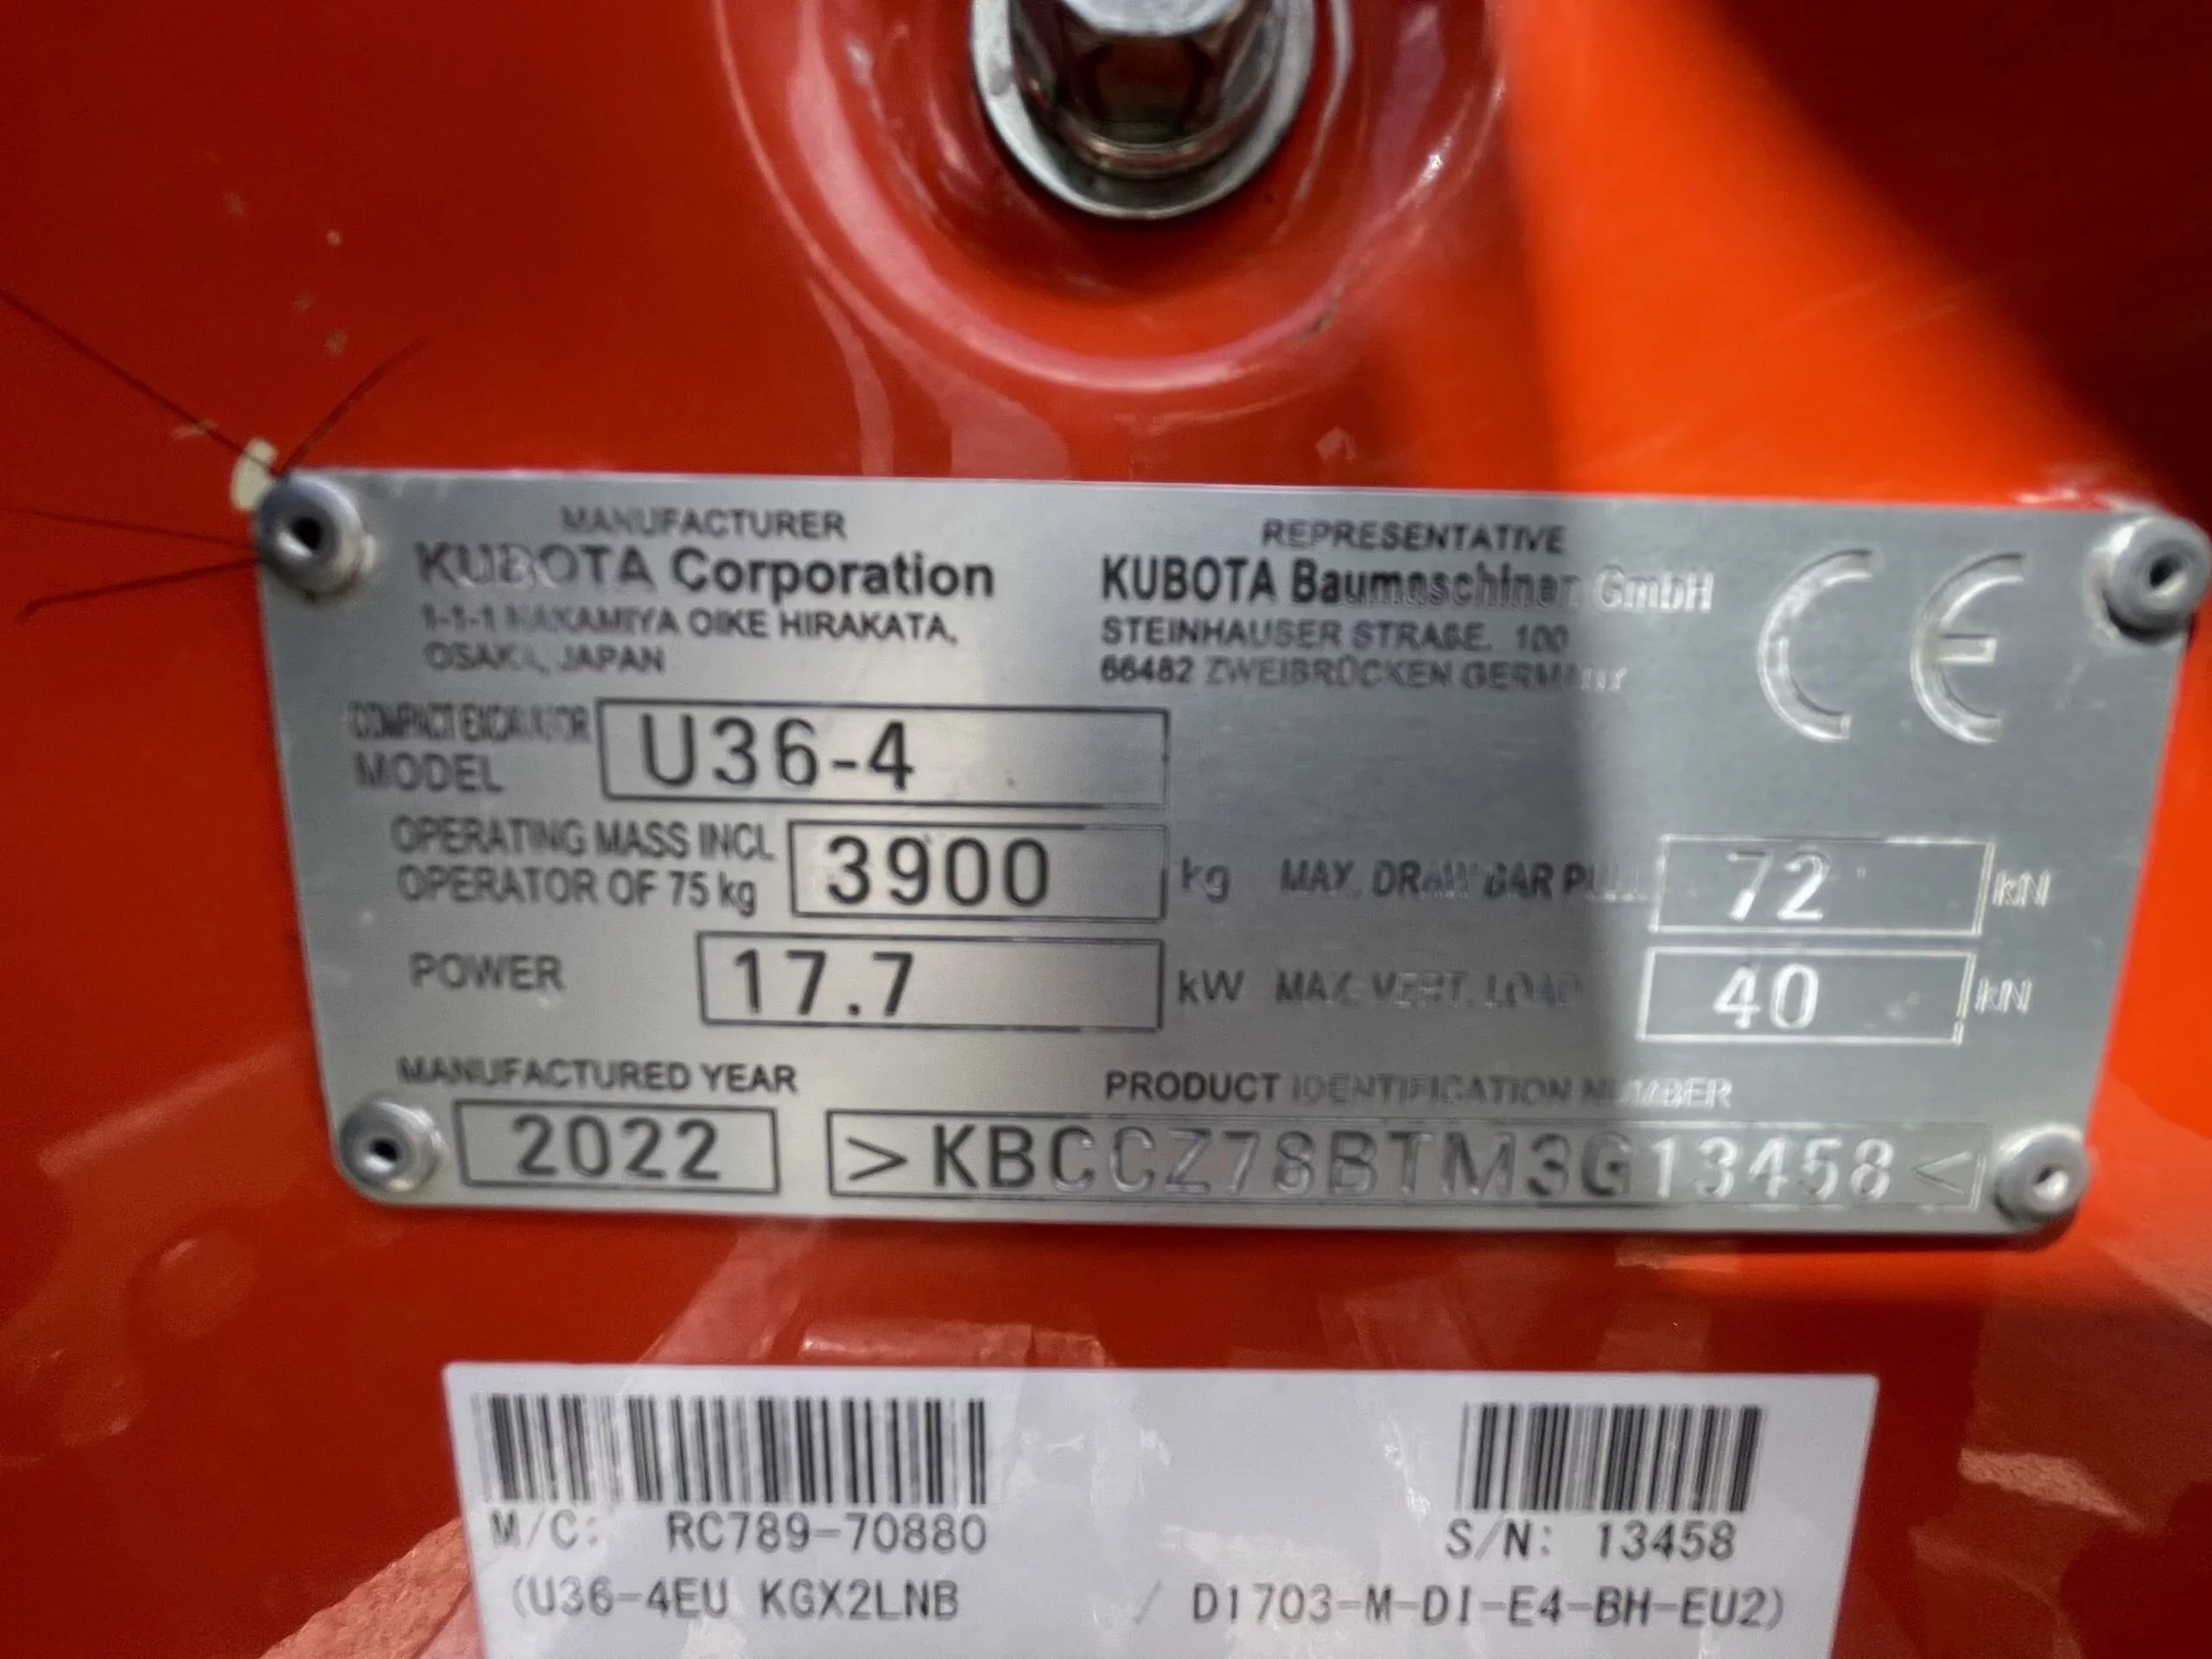 MANUFACTURER
KUBOTA Corporation
1-1-1 NAKAMIYA OIKE HIRAKATA,
OSAKA, JAPAN
REPRESENTATIVE
KUBOTA Baumaschinen GmbH
STEINHAUSER STRAßE. 100
66482 ZWEIBRÜCKEN GERMANY
CE
COMPACT EXCAVATOR
MODEL
U36-4
OPERATING MASS INCL
OPERATOR OF 75 kg
3900 kg
MAX. DRAW BAR PULL 72 kN
POWER 17.7 kW
MAX. VERT. LOAD 40 kN
MANUFACTURED YEAR
2022
PRODUCT IDENTIFICATION NUMBER
>KBCCZ78BTM3G13458<
M/C: RC789-70880
S/N: 13458
(U36-4EU KGX2LNB / D1703-M-DI-E4-BH-EU2)